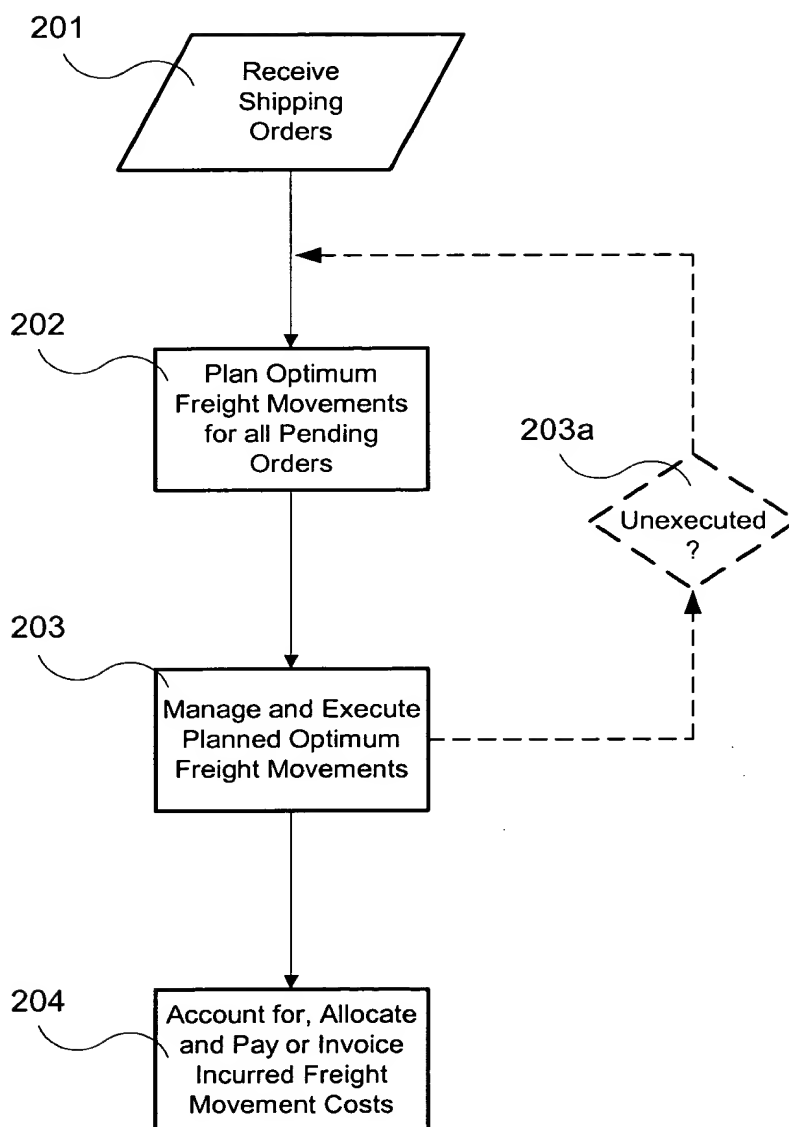 201
Receive
Shipping
Orders
202
Plan Optimum
Freight Movements
for all Pending
Orders
203a
Unexecuted
?
203
Manage and Execute
Planned Optimum
Freight Movements
204
Account for, Allocate
and Pay or Invoice
Incurred Freight
Movement Costs